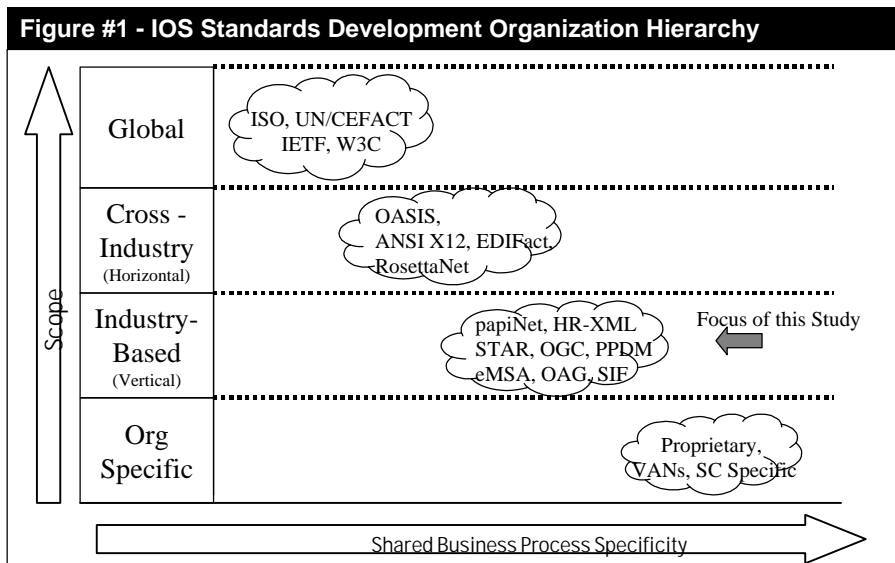 Figure #1 - IOS Standards Development Organization Hierarchy
Scope
Global
ISO, UN/CEFACT
IETF, W3C
Cross -
Industry
(Horizontal)
OASIS,
ANSI X12, EDIFact,
RosettaNet
Industry-
Based
(Vertical)
papiNet, HR-XML
STAR, OGC, PPDM
eMSA, OAG, SIF
Focus of this Study
Org
Specific
Proprietary,
VANs, SC Specific
Shared Business Process Specificity